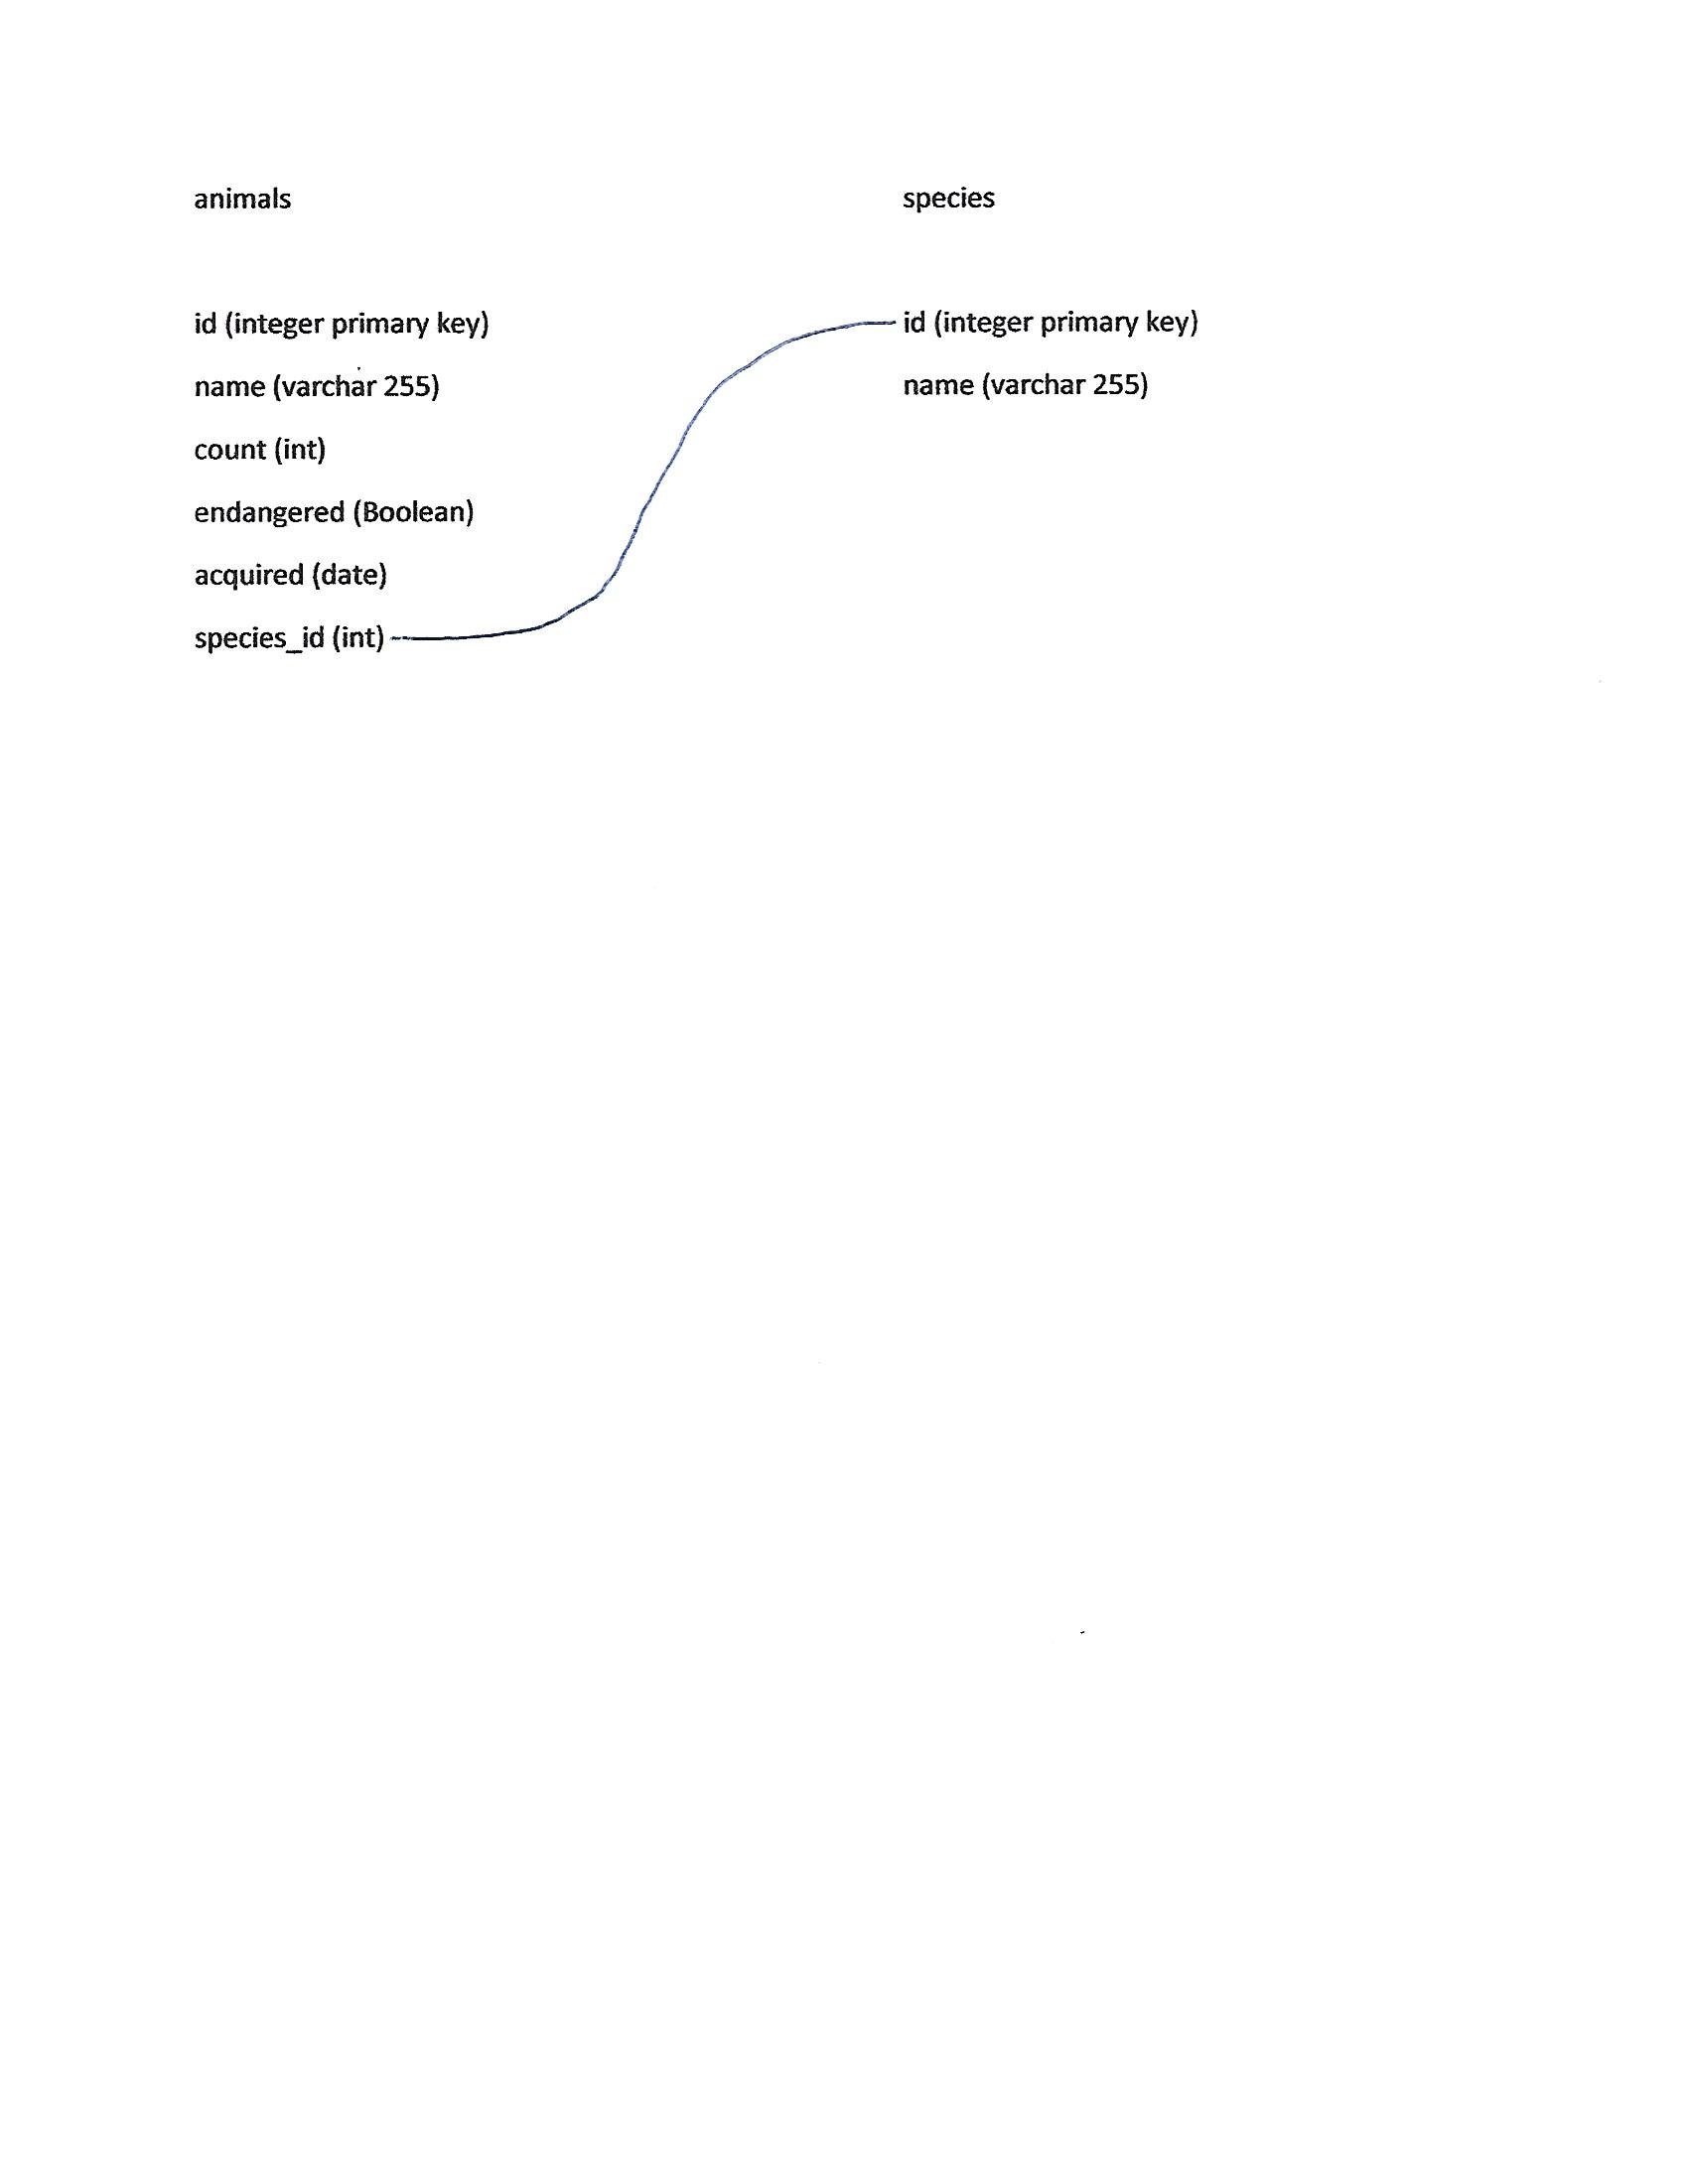 animals
id (integer primary key)
name (varchar 255)
count (int)
endangered (Boolean)
acquired (date)
species_id (int)
species
id (integer primary key)
name (varchar 255)